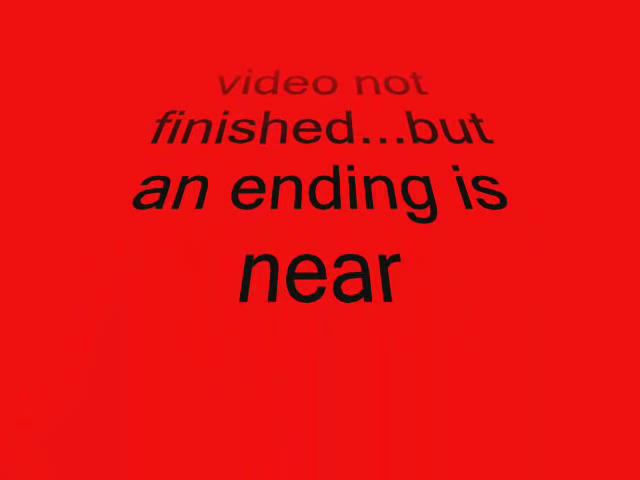 video not
finished...but
an ending is
near